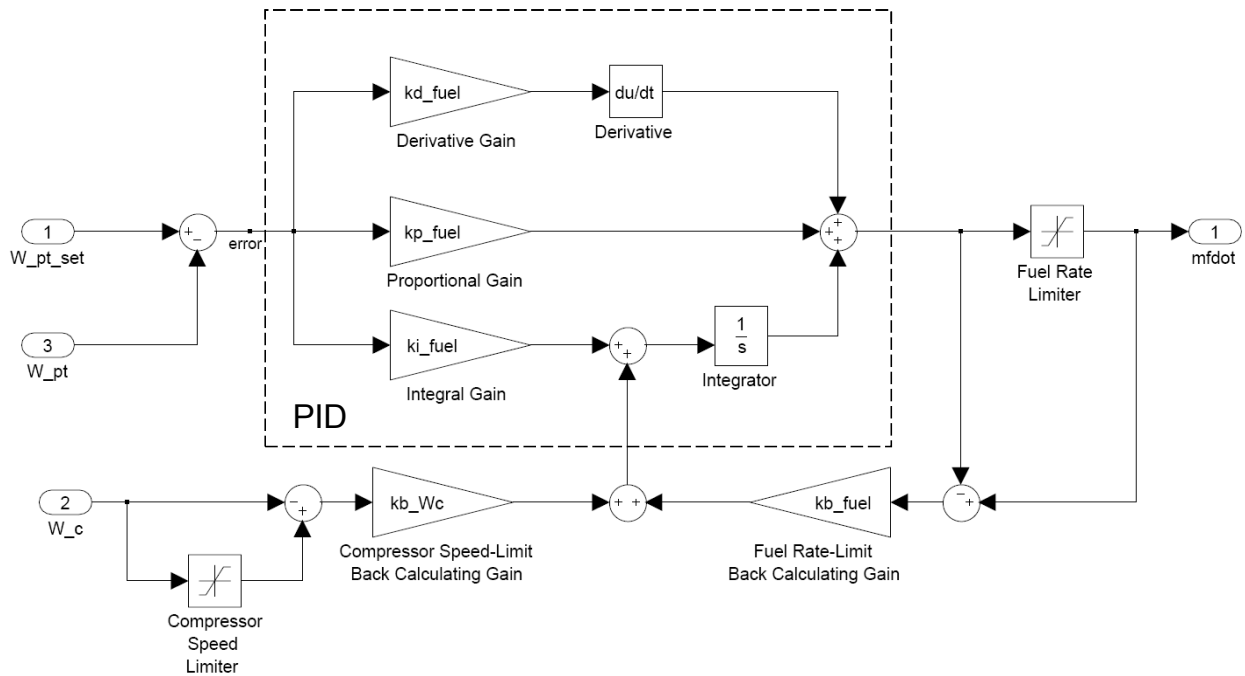 kd_fuel
du/dt
Derivative Gain
Derivative
+
+
+
1
W_pt_set
+
−
error
kp_fuel
Proportional Gain
Fuel Rate
Limiter
1
mfdot
3
W_pt
ki_fuel
Integral Gain
+
+
1
s
Integrator
PID
2
W_c
−
+
kb_Wc
+ +
kb_fuel
−
+
Compressor Speed-Limit
Back Calculating Gain
Fuel Rate-Limit
Back Calculating Gain
Compressor
Speed
Limiter